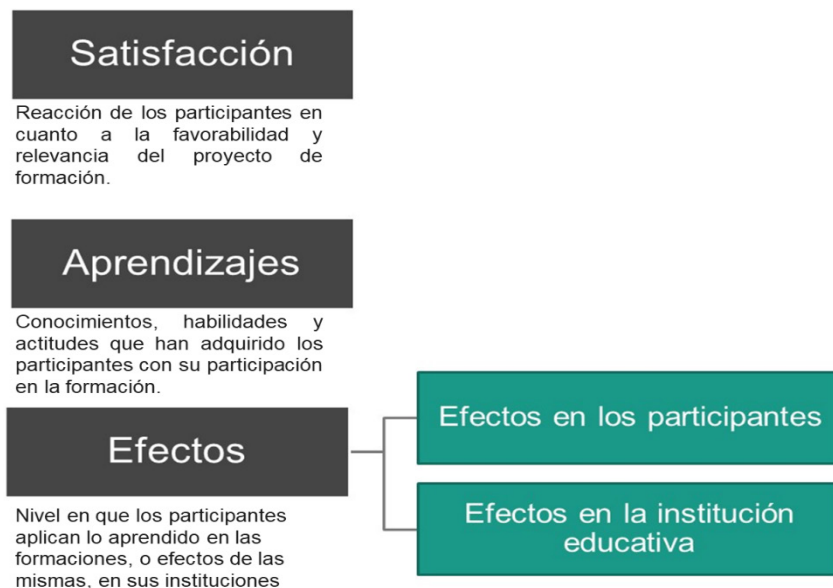 Satisfacción
Reacción de los participantes en
cuanto a la favorabilidad y
relevancia del proyecto de
formación.
Aprendizajes
Conocimientos, habilidades y
actitudes que han adquirido los
participantes con su participación
en la formación.
Efectos
Nivel en que los participantes
aplican lo aprendido en las
formaciones, o efectos de las
mismas, en sus instituciones
Efectos en los participantes
Efectos en la institución
educativa